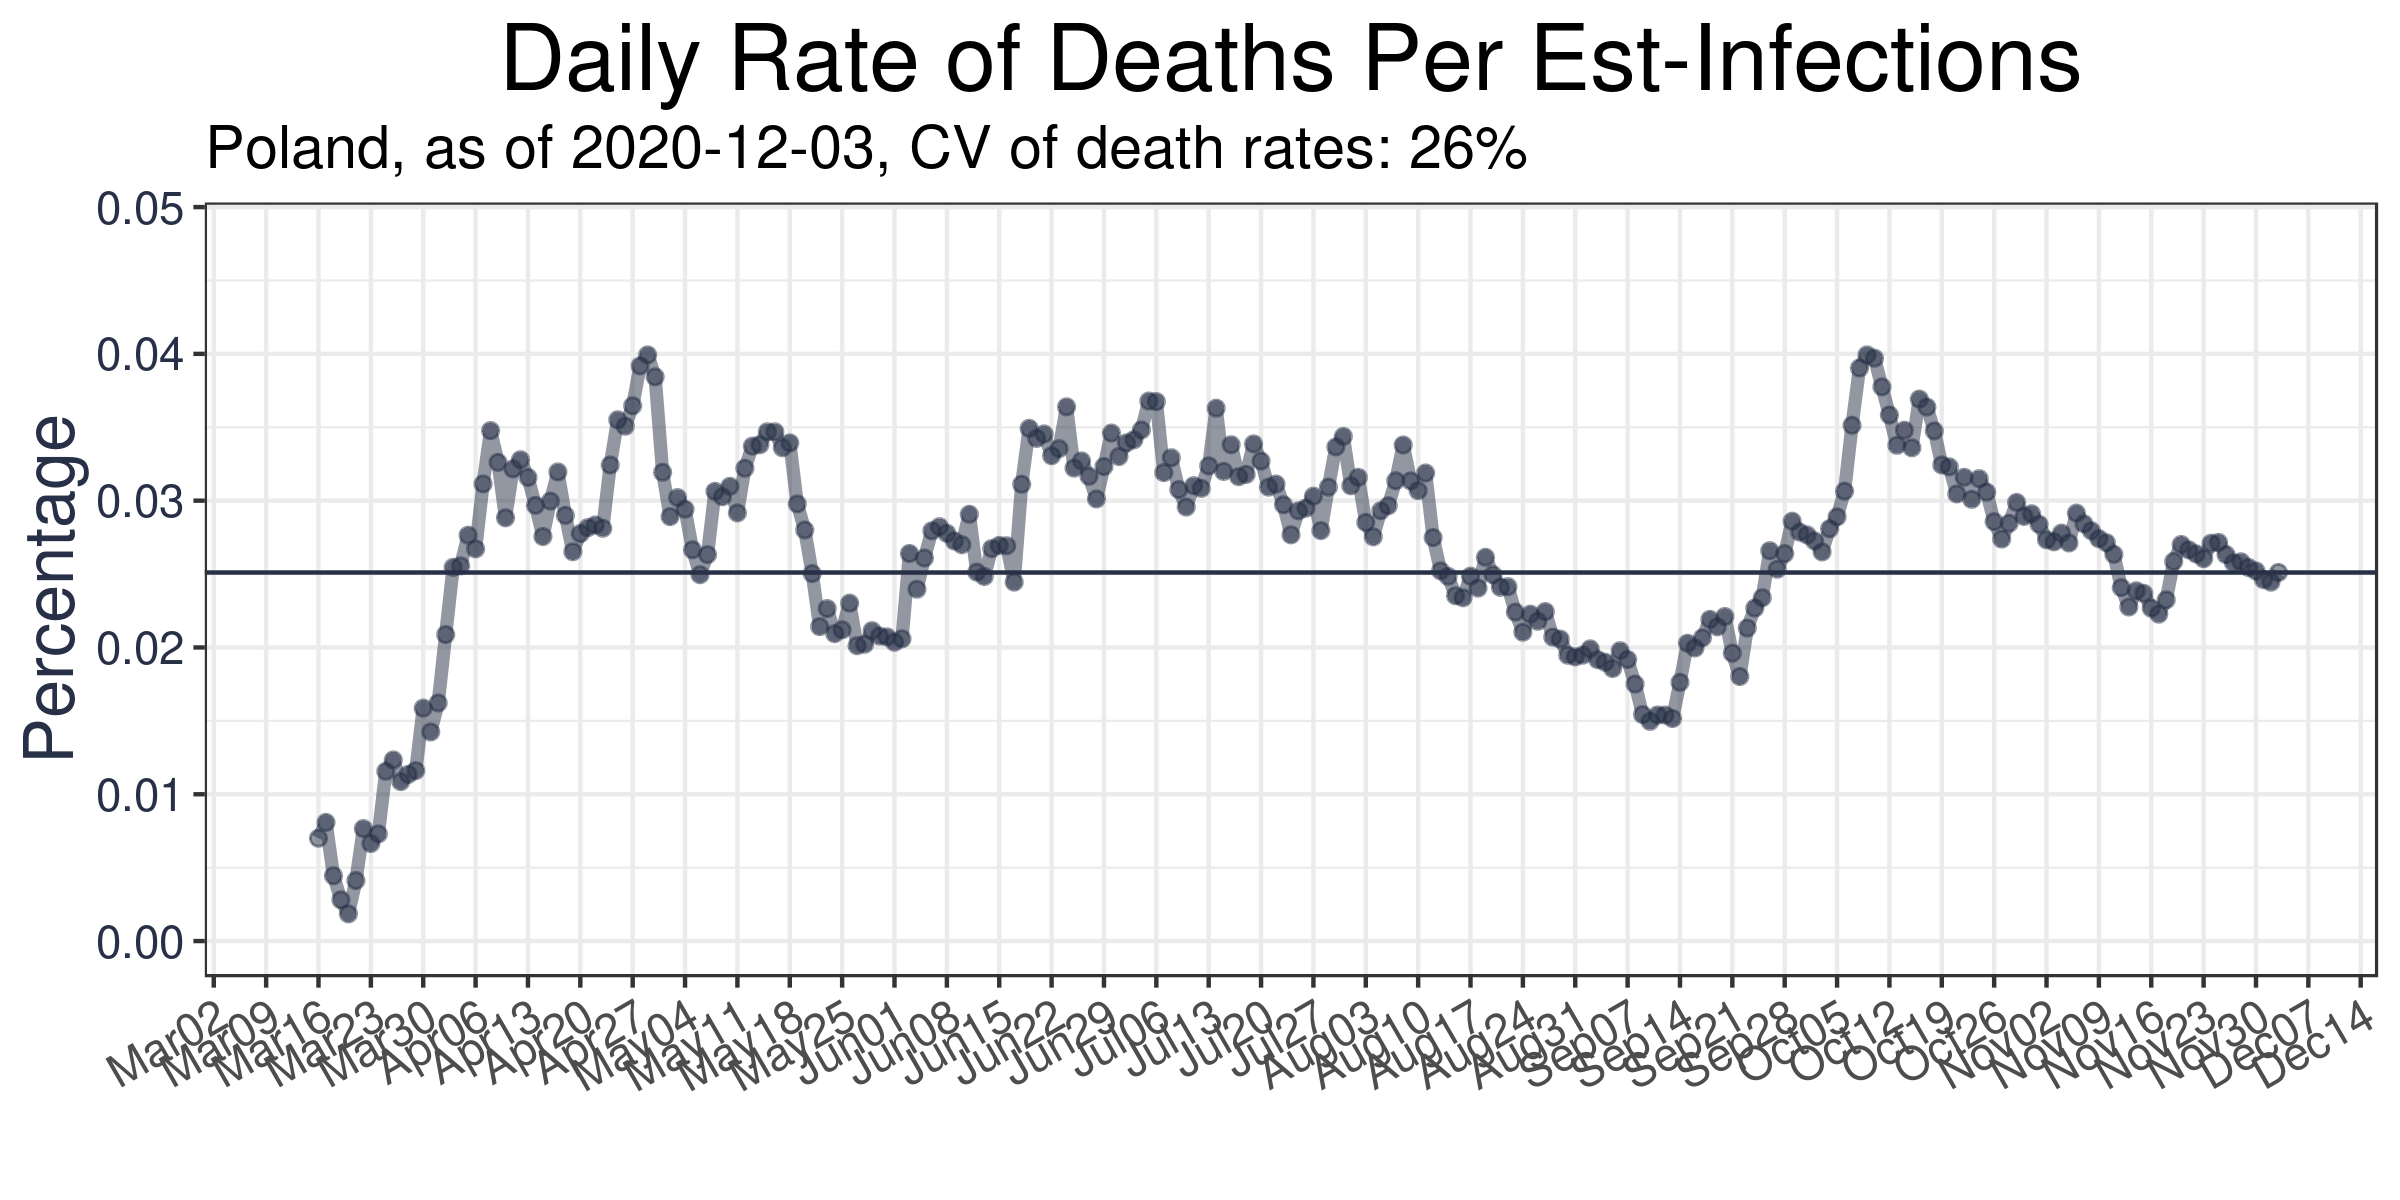 Daily Rate of Deaths Per Est-Infections
Poland, as of 2020-12-03, CV of death rates: 26%
Percentage
0.05
0.04
0.03
0.02
0.01
0.00
Mar02
Mar09
Mar16
Mar23
Mar30
Apr06
Apr13
Apr20
Apr27
May04
May11
May18
May25
Jun01
Jun08
Jun15
Jun22
Jun29
Jul06
Jul13
Jul20
Jul27
Aug03
Aug10
Aug17
Aug24
Aug31
Sep07
Sep14
Sep21
Sep28
Oct05
Oct12
Oct19
Oct26
Nov02
Nov09
Nov16
Nov23
Nov30
Dec07
Dec14